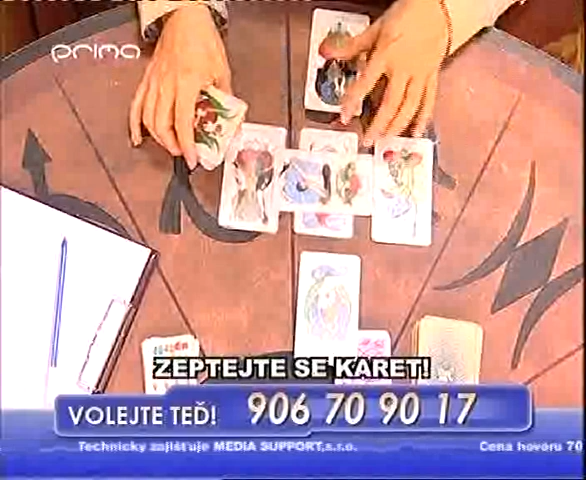 prima
ZEPTEJTE SE KARET!
VOLEJTE TEĎ! 906 70 90 17
Technicky zajišťuje MEDIA SUPPORT,s.r.o. Cena hovoru 70